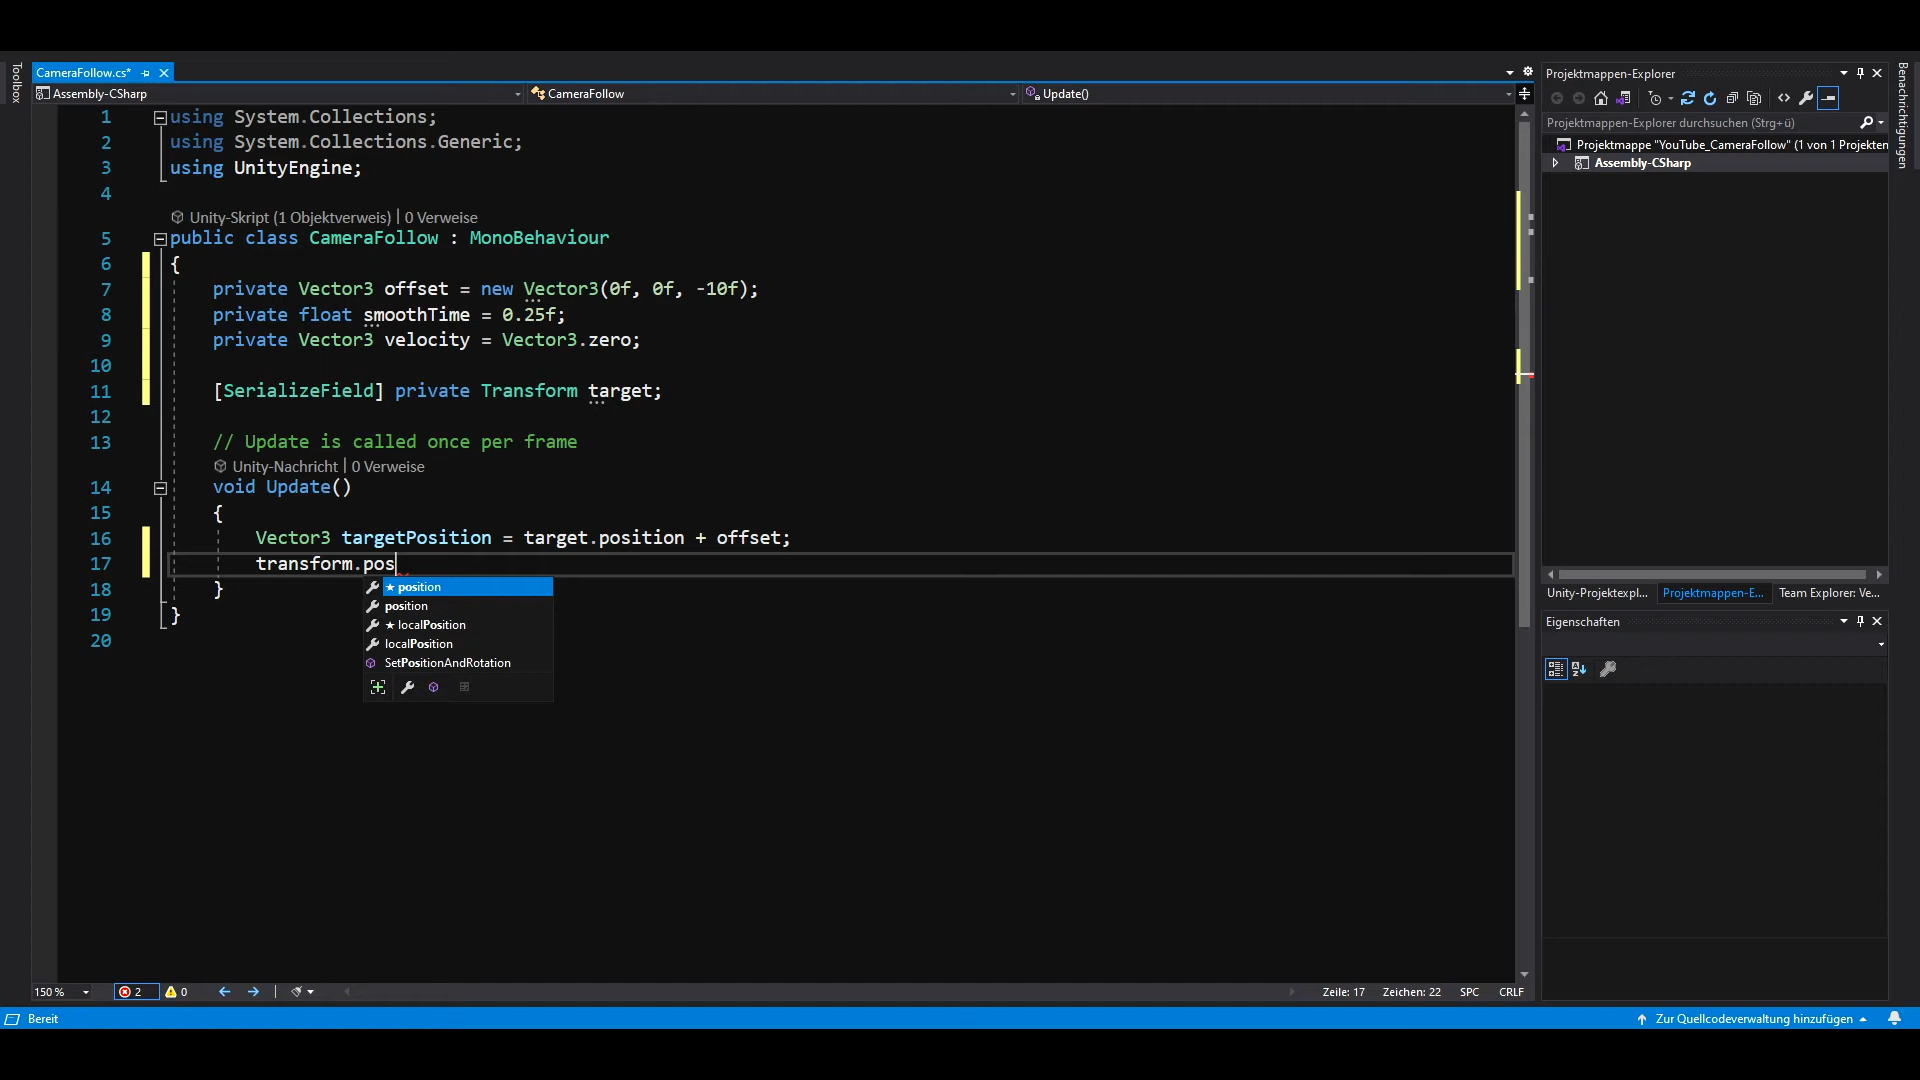 Toolbox
CameraFollow.cs*
Assembly-CSharp
CameraFollow
Update()
1 using System.Collections;
2 using System.Collections.Generic;
3 using UnityEngine;
4
Unity-Skript (1 Objektverweis) | 0 Verweise
5 public class CameraFollow : MonoBehaviour
6 {
7 private Vector3 offset = new Vector3(0f, 0f, -10f);
8 private float smoothTime = 0.25f;
9 private Vector3 velocity = Vector3.zero;
10
11 [SerializeField] private Transform target;
12
13 // Update is called once per frame
Unity-Nachricht | 0 Verweise
14 void Update()
15 {
16 Vector3 targetPosition = target.position + offset;
17 transform.pos
18 }
19 }
20
★ position
position
★ localPosition
localPosition
SetPositionAndRotation
150 %
2
0
Zeile: 17
Zeichen: 22
SPC
CRLF
Bereit
Zur Quellcodeverwaltung hinzufügen
Projektmappen-Explorer
Projektmappen-Explorer durchsuchen (Strg+ü)
Projektmappe "YouTube_CameraFollow" (1 von 1 Projekten
Assembly-CSharp
Unity-Projektexpl...
Projektmappen-E...
Team Explorer: Ve...
Eigenschaften
Benachrichtigungen